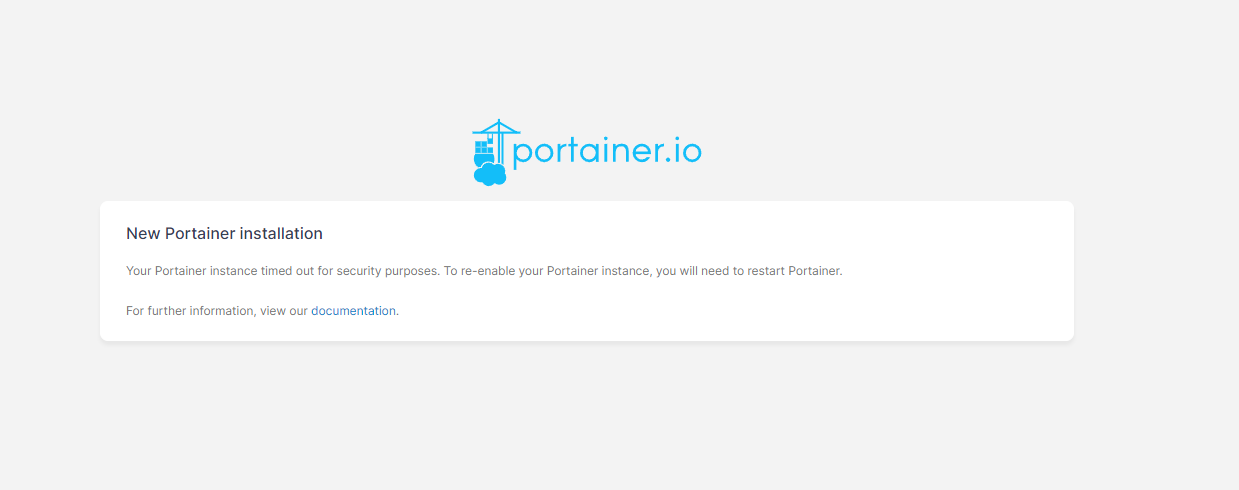 portainer.io
New Portainer installation
Your Portainer instance timed out for security purposes. To re-enable your Portainer instance, you will need to restart Portainer.
For further information, view our documentation.